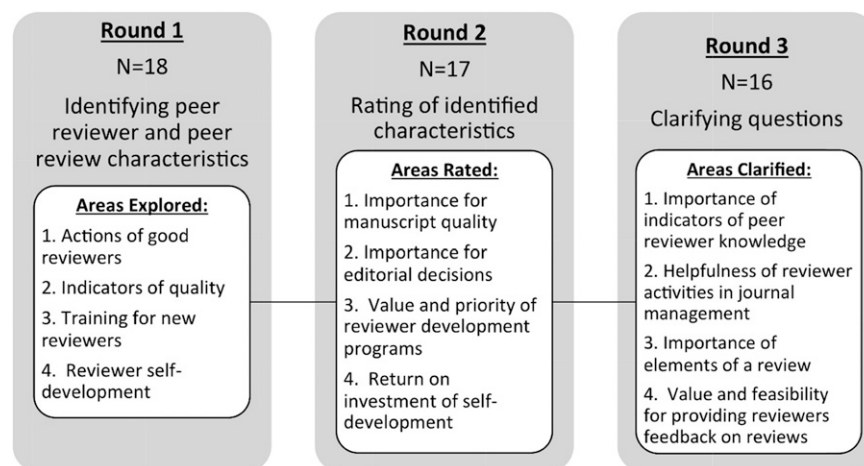 Round 1
N=18
Identifying peer
reviewer and peer
review characteristics
Areas Explored:
1. Actions of good
reviewers
2. Indicators of quality
3. Training for new
reviewers
4. Reviewer self-
development
Round 2
N=17
Rating of identified
characteristics
Areas Rated:
1. Importance for
manuscript quality
2. Importance for
editorial decisions
3. Value and priority of
reviewer development
programs
4. Return on
investment of self-
development
Round 3
N=16
Clarifying questions
Areas Clarified:
1. Importance of
indicators of peer
reviewer knowledge
2. Helpfulness of reviewer
activities in journal
management
3. Importance of
elements of a review
4. Value and feasibility
for providing reviewers
feedback on reviews